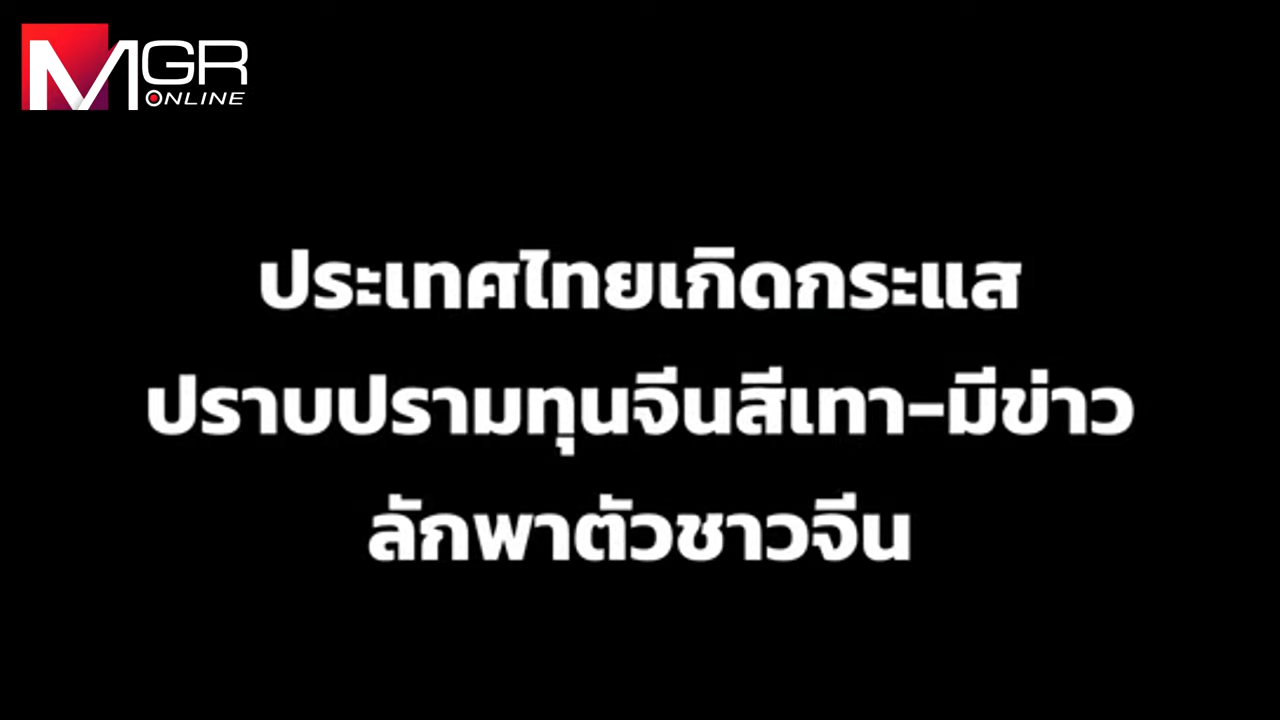 MGR
ONLINE
ประเทศไทยเกิดกระแส
ปราบปรามทุนจีนสีเทา-มีข่าว
ลักพาตัวชาวจีน